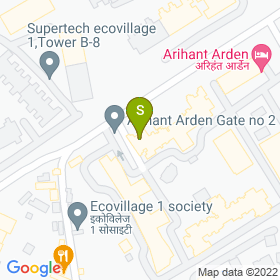 Supertech ecovillage
1,Tower B-8
Arihant Arden
अरिहंत आर्डेन
S
Arihant Arden Gate no 2
Ecovillage 1 society
इकोविलेज
1 सोसाइटी
Google
Map data ©2022